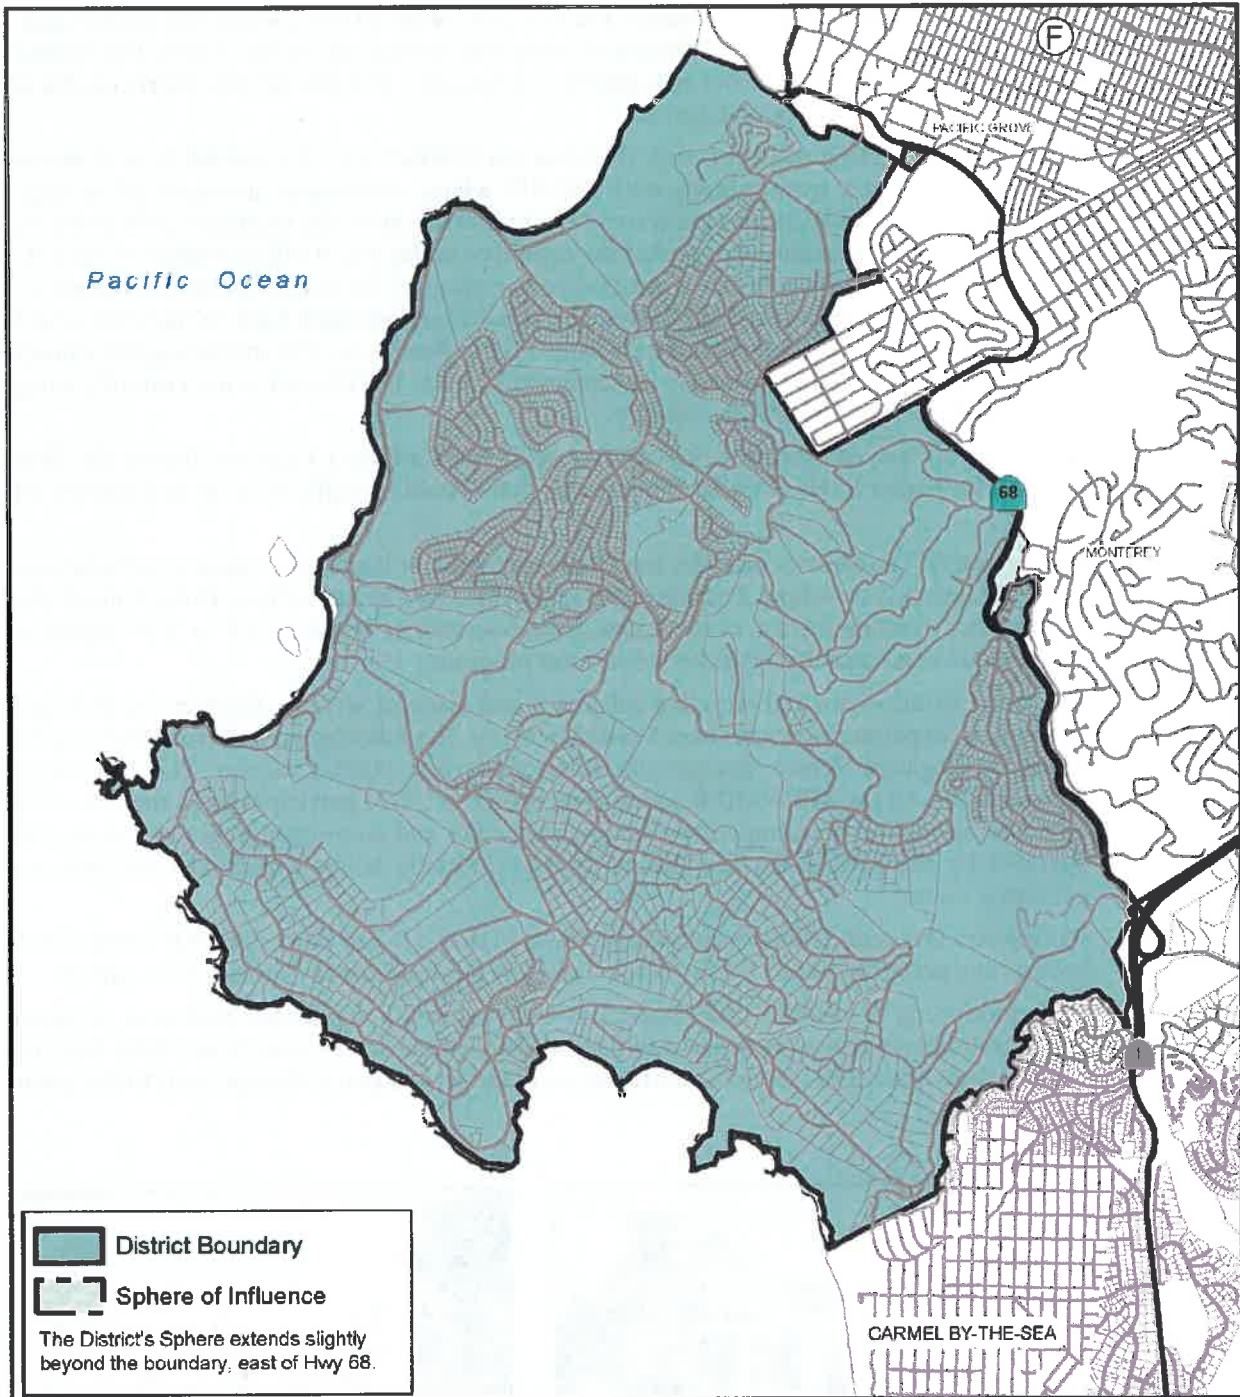 F
PACIFIC GROVE
Pacific Ocean
68
MONTEREY
1
District Boundary
Sphere of Influence
The District's Sphere extends slightly
beyond the boundary, east of Hwy 68.
CARMEL BY-THE-SEA